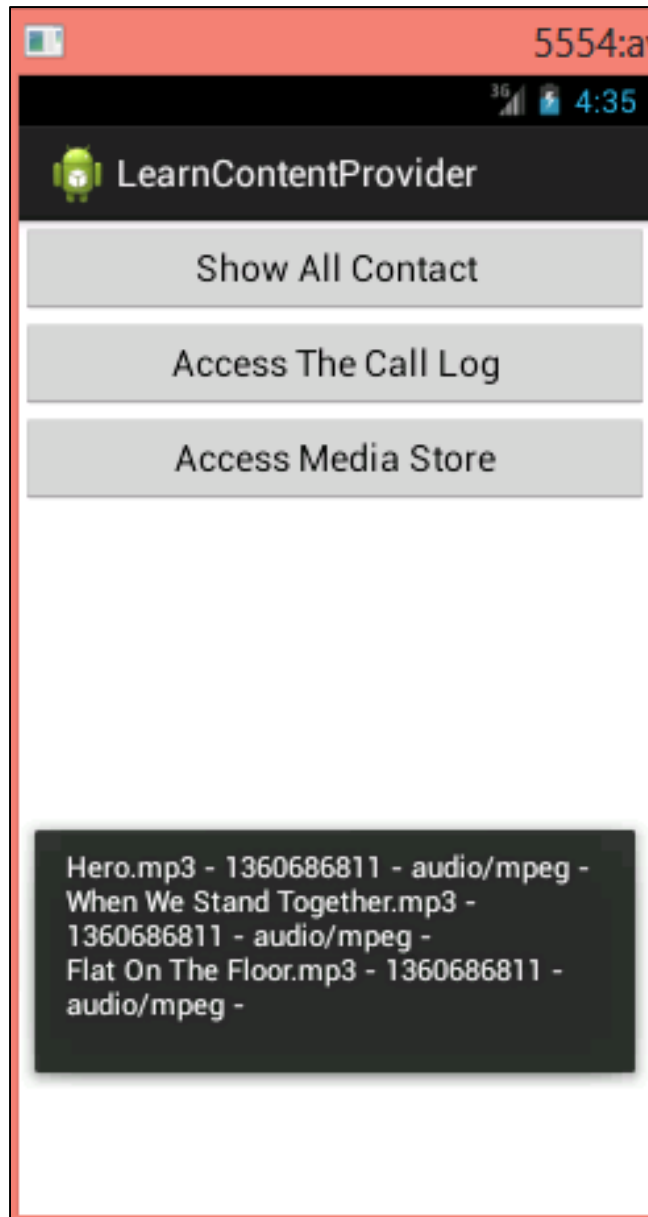 5554:a
3G 4:35
LearnContentProvider
Show All Contact
Access The Call Log
Access Media Store
Hero.mp3 - 1360686811 - audio/mpeg -
When We Stand Together.mp3 -
1360686811 - audio/mpeg -
Flat On The Floor.mp3 - 1360686811 -
audio/mpeg -